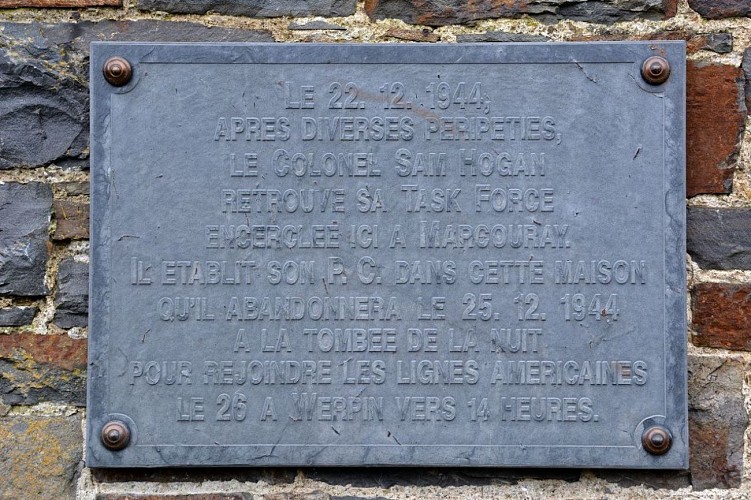 LE 22. 12. 1944,
APRES DIVERSES PERIPETIES,
LE COLONEL SAM HOGAN
RETROUVE SA TASK FORCE
ENCERCLEE ICI A MARCOURAY.
IL ETABLIT SON P. C. DANS CETTE MAISON
QU'IL ABANDONNERA LE 25. 12. 1944
A LA TOMBEE DE LA NUIT
POUR REJOINDRE LES LIGNES AMERICAINES
LE 26 A WERPIN VERS 14 HEURES.